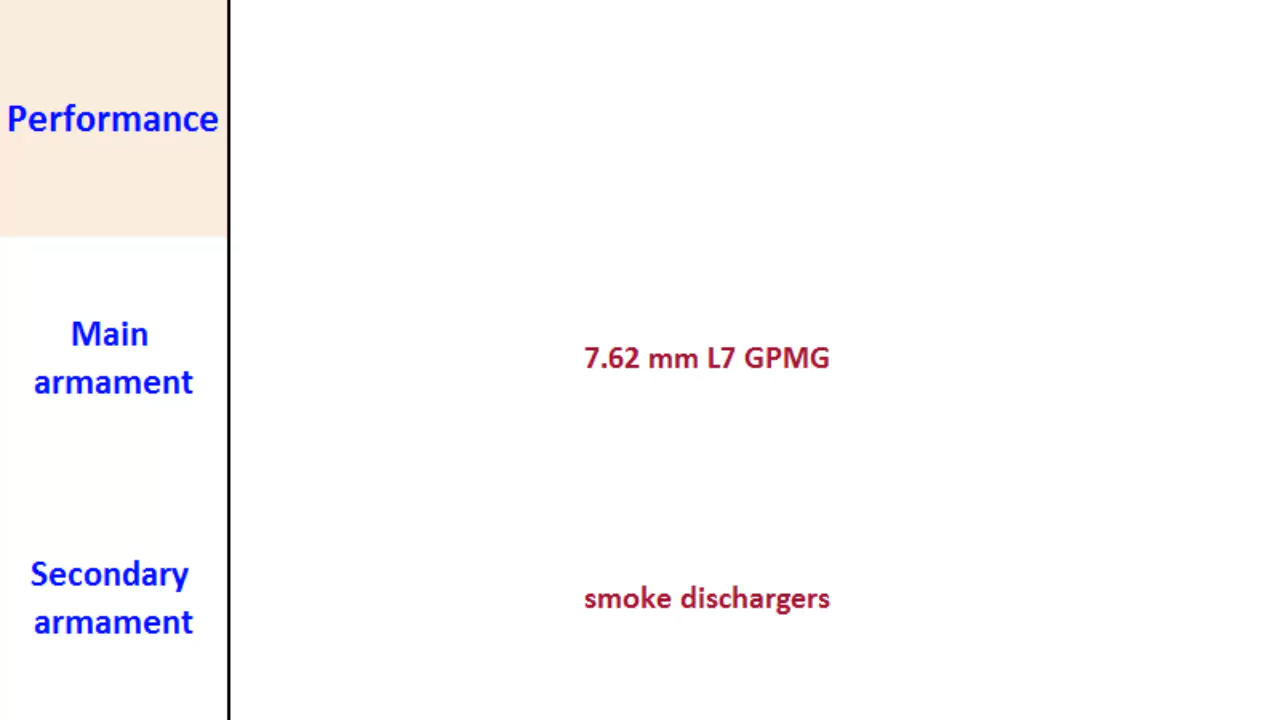 Performance
Main
armament
7.62 mm L7 GPMG
Secondary
armament
smoke dischargers